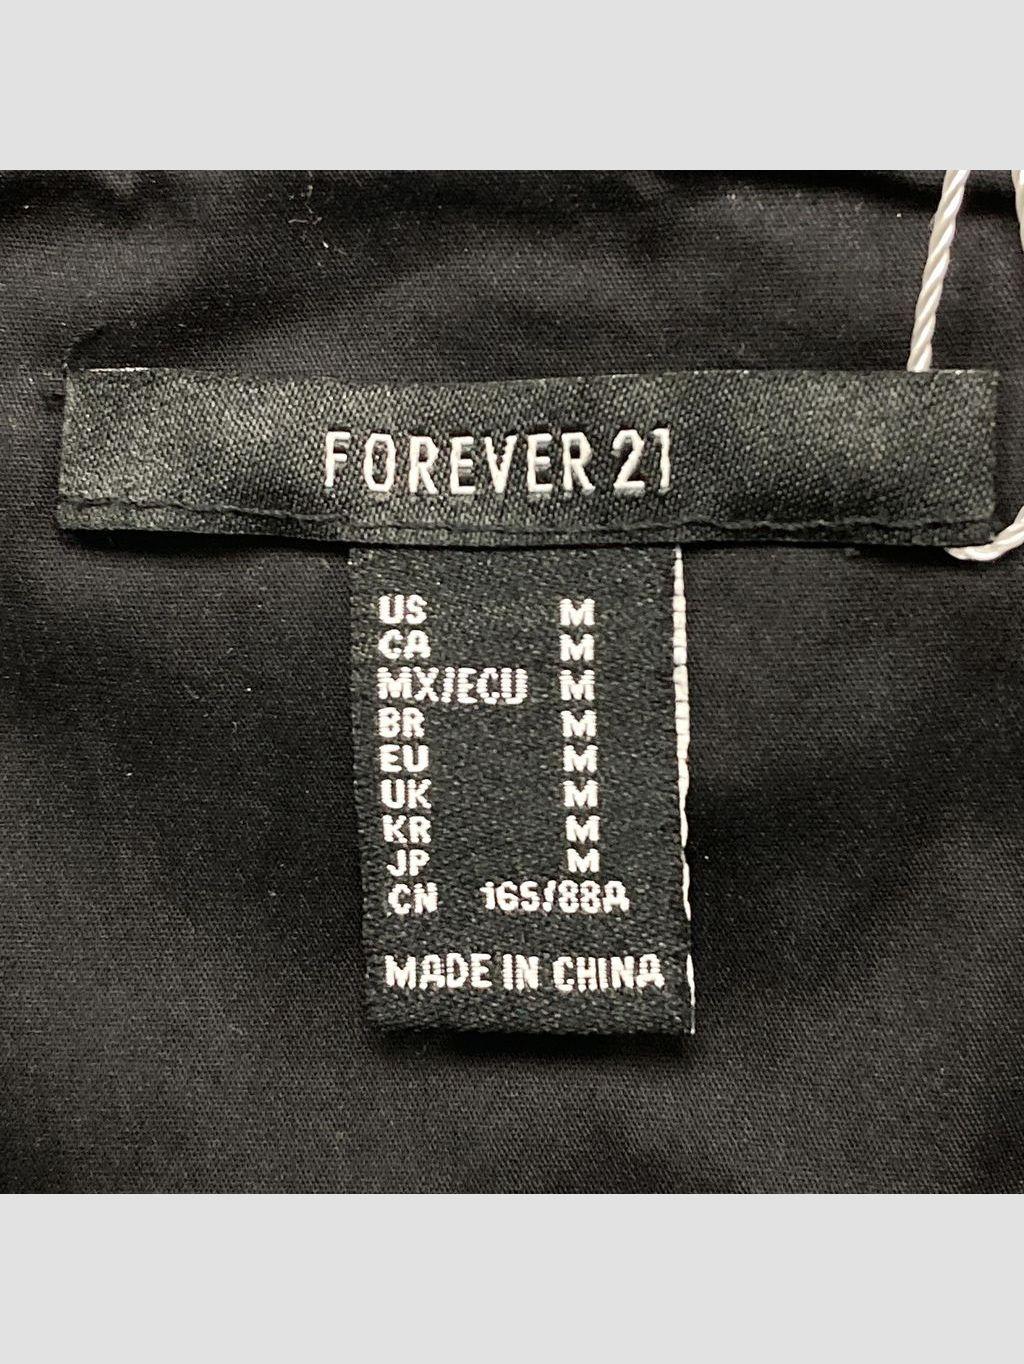 FOREVER 21
US M
CA M
MX/ECU M
BR M
EU M
UK M
KR M
JP M
CN 165/88A
MADE IN CHINA